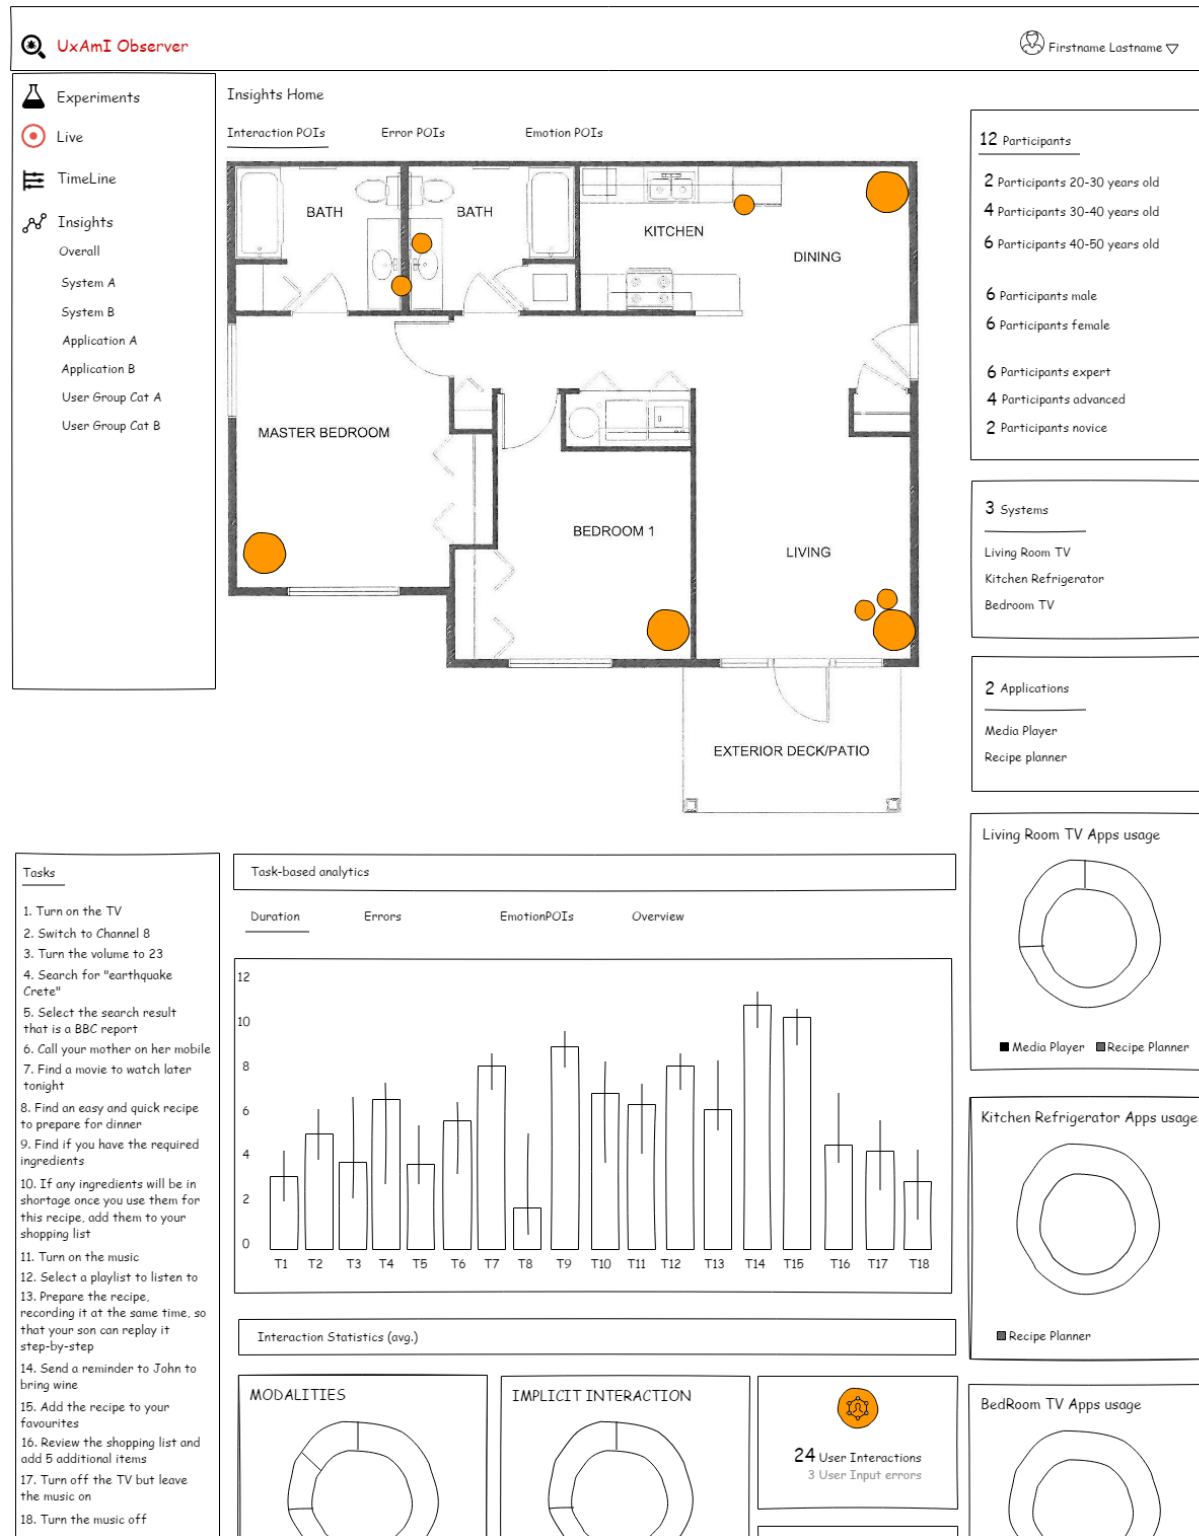 UxAmI Observer
Firstname Lastname
Experiments
Live
TimeLine
Insights
Overall
System A
System B
Application A
Application B
User Group Cat A
User Group Cat B
Insights Home
Interaction POIs
Error POIs
Emotion POIs
BATH
BATH
KITCHEN
DINING
MASTER BEDROOM
BEDROOM 1
LIVING
EXTERIOR DECK/PATIO
12 Participants
2 Participants 20-30 years old
4 Participants 30-40 years old
6 Participants 40-50 years old
6 Participants male
6 Participants female
6 Participants expert
4 Participants advanced
2 Participants novice
3 Systems
Living Room TV
Kitchen Refrigerator
Bedroom TV
2 Applications
Media Player
Recipe planner
Living Room TV Apps usage
Media Player
Recipe Planner
Kitchen Refrigerator Apps usage
Recipe Planner
BedRoom TV Apps usage
Tasks
1. Turn on the TV
2. Switch to Channel 8
3. Turn the volume to 23
4. Search for "earthquake
Crete"
5. Select the search result
that is a BBC report
6. Call your mother on her mobile
7. Find a movie to watch later
tonight
8. Find an easy and quick recipe
to prepare for dinner
9. Find if you have the required
ingredients
10. If any ingredients will be in
shortage once you use them for
this recipe, add them to your
shopping list
11. Turn on the music
12. Select a playlist to listen to
13. Prepare the recipe,
recording it at the same time, so
that your son can replay it
step-by-step
14. Send a reminder to John to
bring wine
15. Add the recipe to your
favourites
16. Review the shopping list and
add 5 additional items
17. Turn off the TV but leave
the music on
18. Turn the music off
Task-based analytics
Duration
Errors
EmotionPOIs
Overview
12
10
8
6
4
2
0
T1 T2 T3 T4 T5 T6 T7 T8 T9 T10 T11 T12 T13 T14 T15 T16 T17 T18
Interaction Statistics (avg.)
MODALITIES
IMPLICIT INTERACTION
24 User Interactions
3 User Input errors